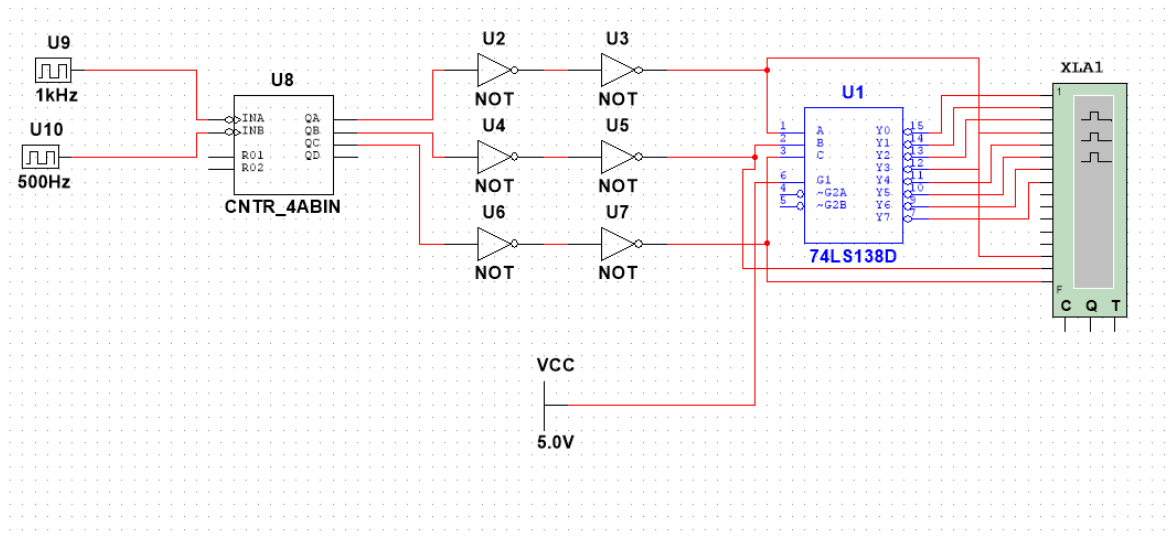 U9
1kHz
U10
500Hz
U8
INA
INB
R01
R02
QA
QB
QC
QD
CNTR_4ABIN
U2
NOT
U3
NOT
U4
NOT
U5
NOT
U6
NOT
U7
NOT
VCC
5.0V
U1
1
2
3
6
4
5
A
B
C
G1
~G2A
~G2B
Y0
Y1
Y2
Y3
Y4
Y5
Y6
Y7
15
14
13
12
11
10
9
7
74LS138D
XLA1
1
F
C Q T